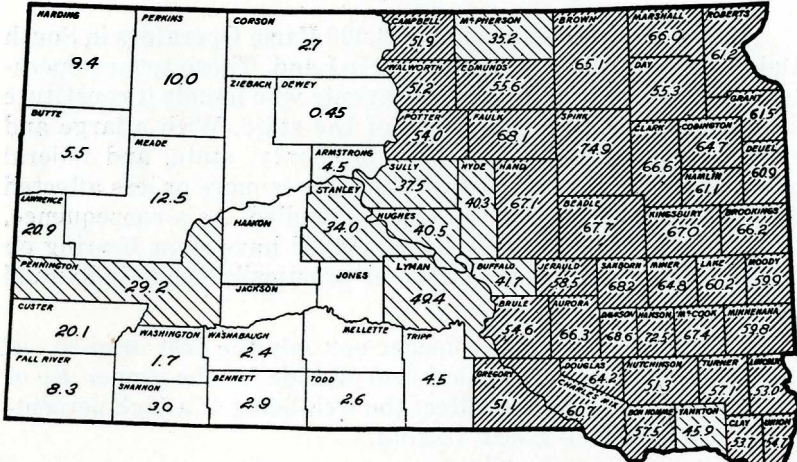 HARDING
9.4
PERKINS
10.0
CORSON
27
CAMPBELL
51.9
McPHERSON
35.2
BROWN
65.1
MARSHALL
66.0
ROBERTS
61.2
BUTTE
5.5
MEADE
12.5
ZIEBACH
DEWEY
0.45
WALWORTH
51.2
EDMUNDS
55.6
DAY
55.3
GRANT
61.5
ARMSTRONG
4.5
POTTER
54.0
FAULK
68.1
SPINK
74.9
CLARK
66.6
CODINGTON
64.7
DEUEL
60.9
HAMLIN
61.1
LAWRENCE
20.9
HAAKON
STANLEY
34.0
SULLY
37.5
HYDE
40.3
HAND
67.1
BEADLE
67.7
KINGSBURY
67.0
BROOKINGS
66.2
HUGHES
40.5
PENNINGTON
29.2
JACKSON
JONES
LYMAN
49.4
BUFFALO
41.7
JERAULD
58.5
SANBORN
68.2
MINER
64.8
LAKE
60.2
MOODY
59.9
CUSTER
20.1
WASHINGTON
1.7
WASHABAUGH
2.4
MELLETTE
TRIPP
4.5
BRULE
54.6
AURORA
66.3
DAVISON
68.6
HANSON
72.5
McCOOK
67.4
MINNEHAHA
59.8
FALL RIVER
8.3
SHANNON
3.0
BENNETT
2.9
TODD
2.6
GREGORY
51.1
CHARLES MIX
60.7
DOUGLAS
64.2
HUTCHINSON
51.3
TURNER
57.1
LINCOLN
53.0
BON HOMME
57.5
YANKTON
45.9
CLAY
53.7
UNION
54.7